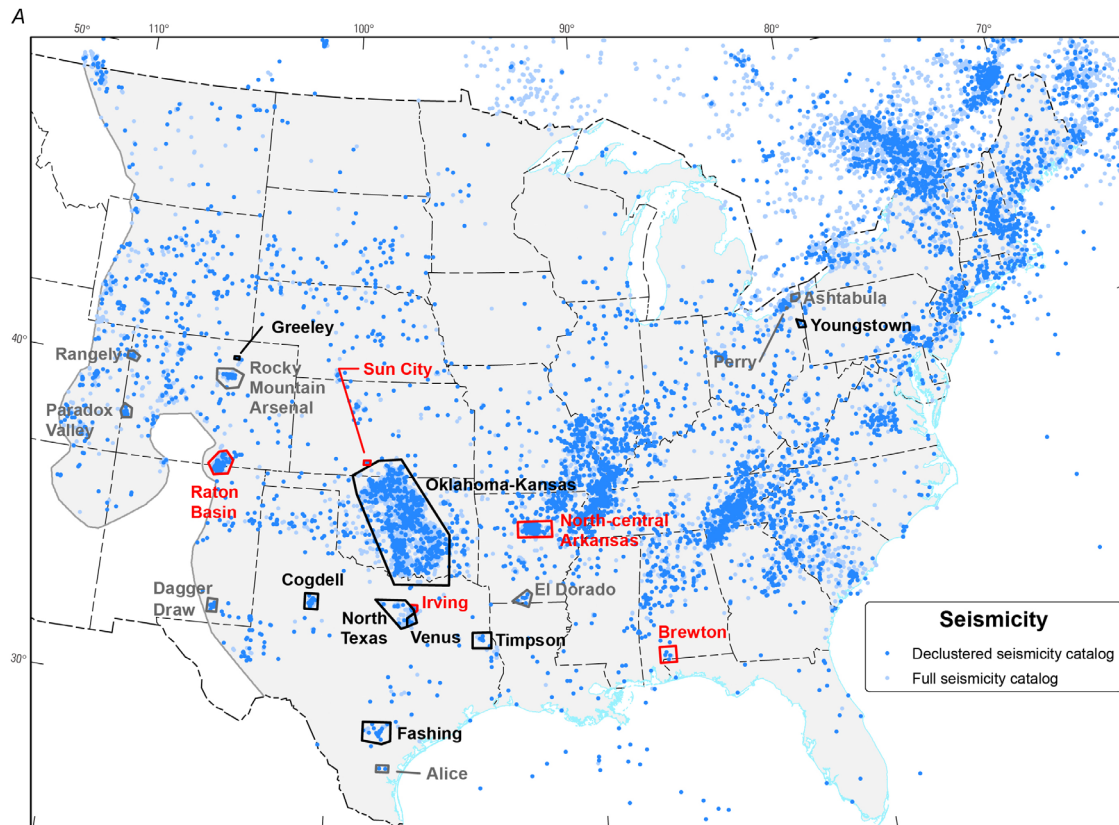 A
50°
110°
100°
90°
80°
70°
40°
30°
Greeley
Rangely
Rocky
Mountain
Arsenal
Paradox
Valley
Sun City
Ashtabula
Youngstown
Perry
Raton
Basin
Oklahoma-Kansas
North-central
Arkansas
Dagger
Draw
Cogdell
El Dorado
North
Texas
Irving
Venus
Timpson
Brewton
Fashing
Alice
Seismicity
Declustered seismicity catalog
Full seismicity catalog